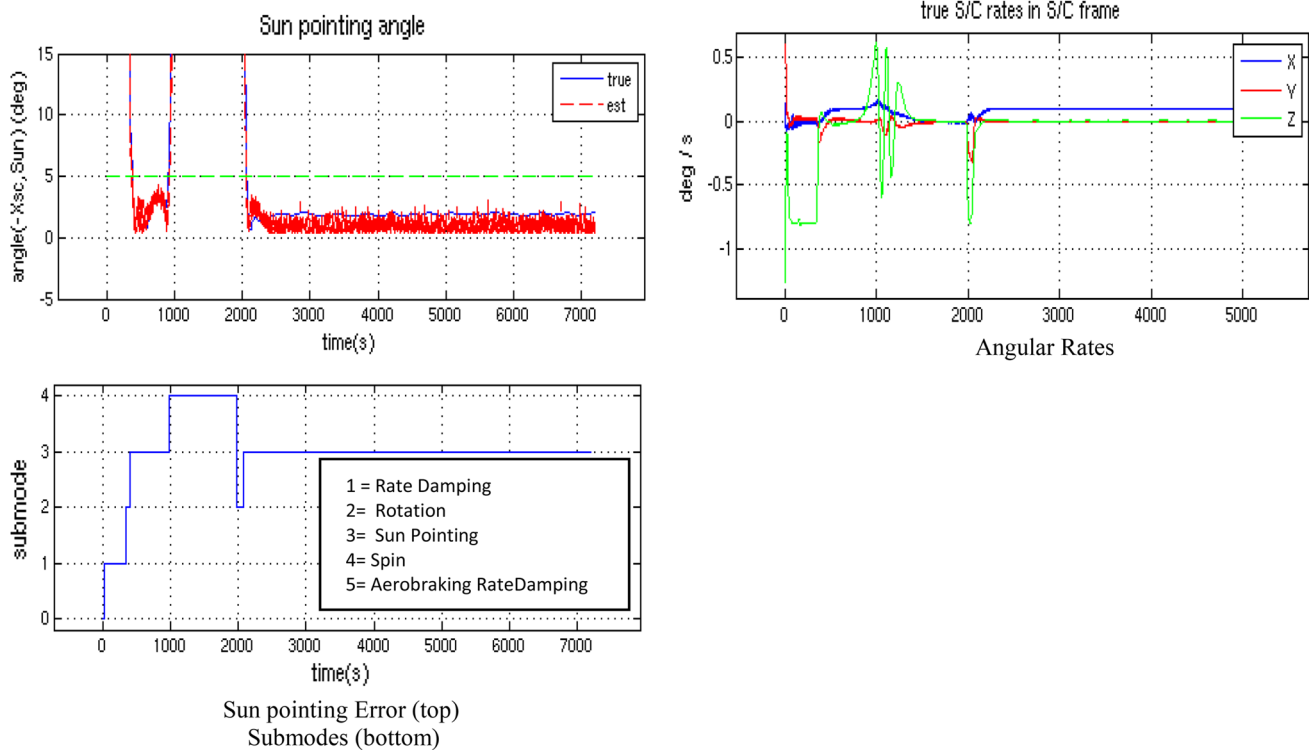 Sun pointing angle
angle(-Xsc,Sun) (deg)
15
10
5
0
-5
true
est
0 1000 2000 3000 4000 5000 6000 7000
time(s)
true S/C rates in S/C frame
deg / s
0.5
0
-0.5
-1
X
Y
Z
0 1000 2000 3000 4000 5000
Angular Rates
submode
4
3
2
1
0
1 = Rate Damping
2= Rotation
3= Sun Pointing
4= Spin
5= Aerobraking RateDamping
0 1000 2000 3000 4000 5000 6000 7000
time(s)
Sun pointing Error (top)
Submodes (bottom)